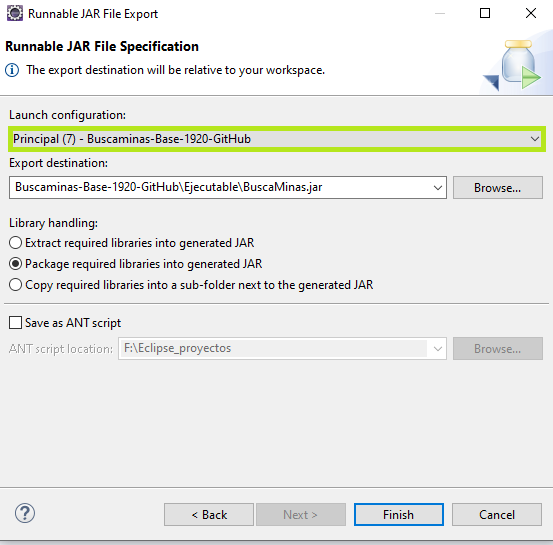 Runnable JAR File Export
Runnable JAR File Specification
The export destination will be relative to your workspace.
Launch configuration:
Principal (7) - Buscaminas-Base-1920-GitHub
Export destination:
Buscaminas-Base-1920-GitHub\Ejecutable\BuscaMinas.jar
Browse...
Library handling:
Extract required libraries into generated JAR
Package required libraries into generated JAR
Copy required libraries into a sub-folder next to the generated JAR
Save as ANT script
ANT script location:
F:\Eclipse_proyectos
Browse...
? < Back Next > Finish Cancel